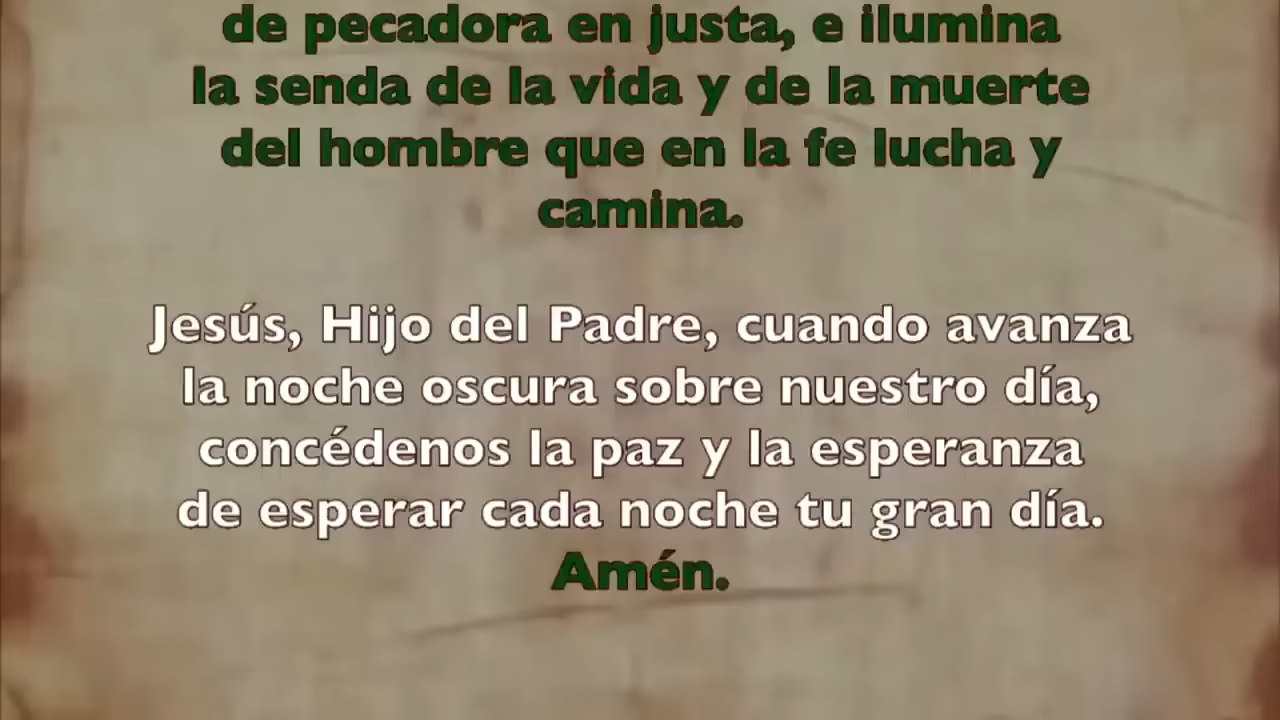 de pecadora en justa, e ilumina
la senda de la vida y de la muerte
del hombre que en la fe lucha y
camina.
Jesús, Hijo del Padre, cuando avanza
la noche oscura sobre nuestro día,
concédenos la paz y la esperanza
de esperar cada noche tu gran día.
Amén.